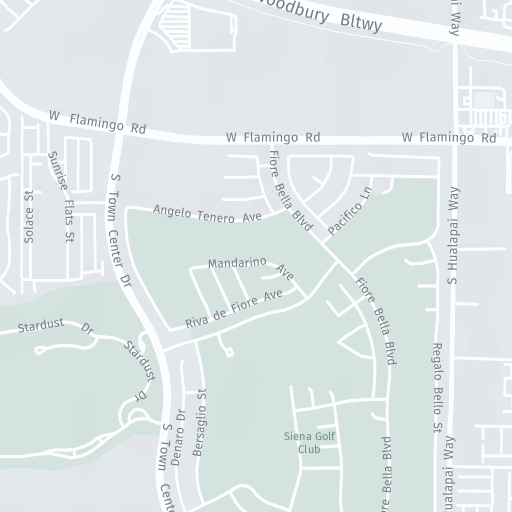 Woodbury Bltwy
W Flamingo Rd
W Flamingo Rd
W Flamingo Rd
Solace St
Sunrise Flats St
S Town Center Dr
Fiore Bella Blvd
Pacifico Ln
Angelo Tenero Ave
S Hualapai Way
Mandarino Ave
Riva de Fiore Ave
Fiore Bella Blvd
Stardust Dr
Stardust Dr
Regalo Bello St
Bersaglio St
Denaro Dr
S Town Center
Siena Golf
Club